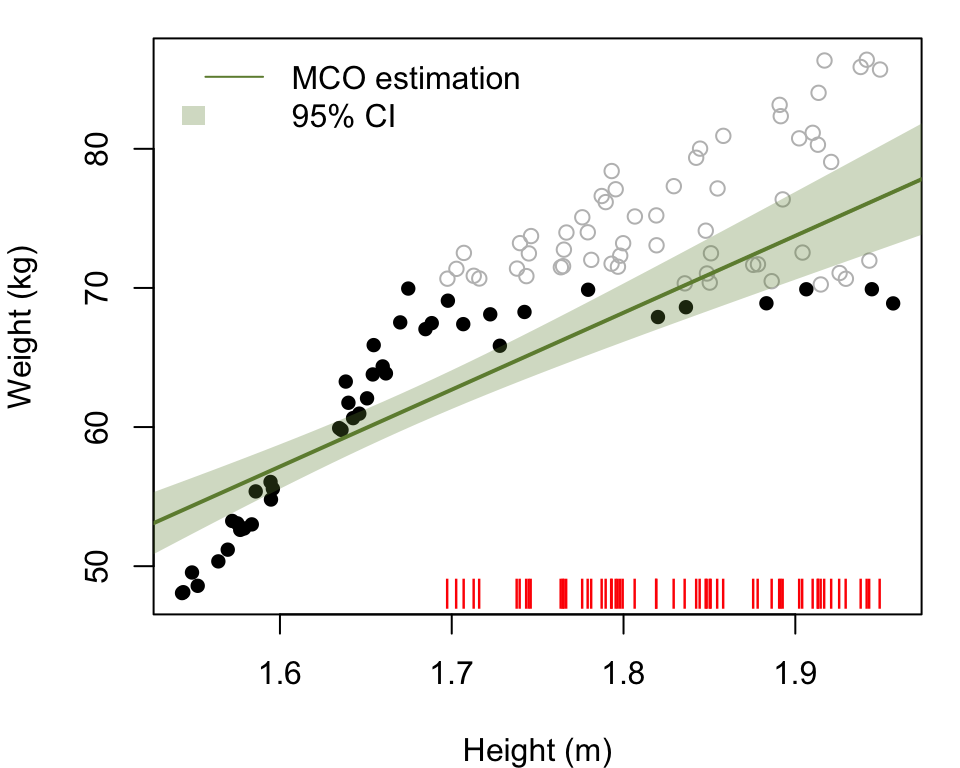 MCO estimation
95% CI
Weight (kg)
80
70
60
50
1.6 1.7 1.8 1.9
Height (m)